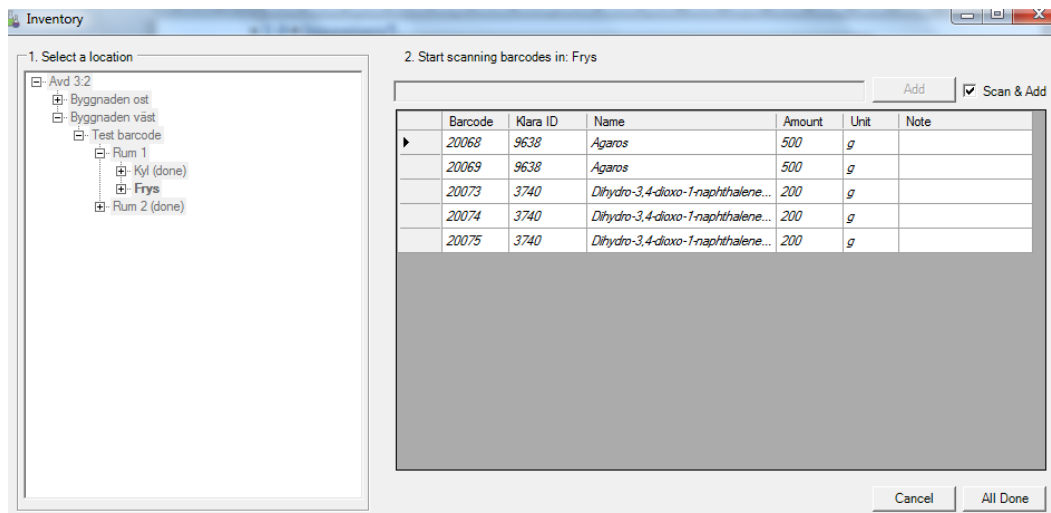 Inventory
1. Select a location
Avd 3:2
Byggnaden ost
Byggnaden väst
Test barcode
Rum 1
Kyl (done)
Frys
Rum 2 (done)
2. Start scanning barcodes in: Frys
Add Scan & Add
Barcode Klara ID Name Amount Unit Note
20068 9638 Agaros 500 g
20069 9638 Agaros 500 g
20073 3740 Dihydro-3,4-dioxo-1-naphthalene... 200 g
20074 3740 Dihydro-3,4-dioxo-1-naphthalene... 200 g
20075 3740 Dihydro-3,4-dioxo-1-naphthalene... 200 g
Cancel All Done